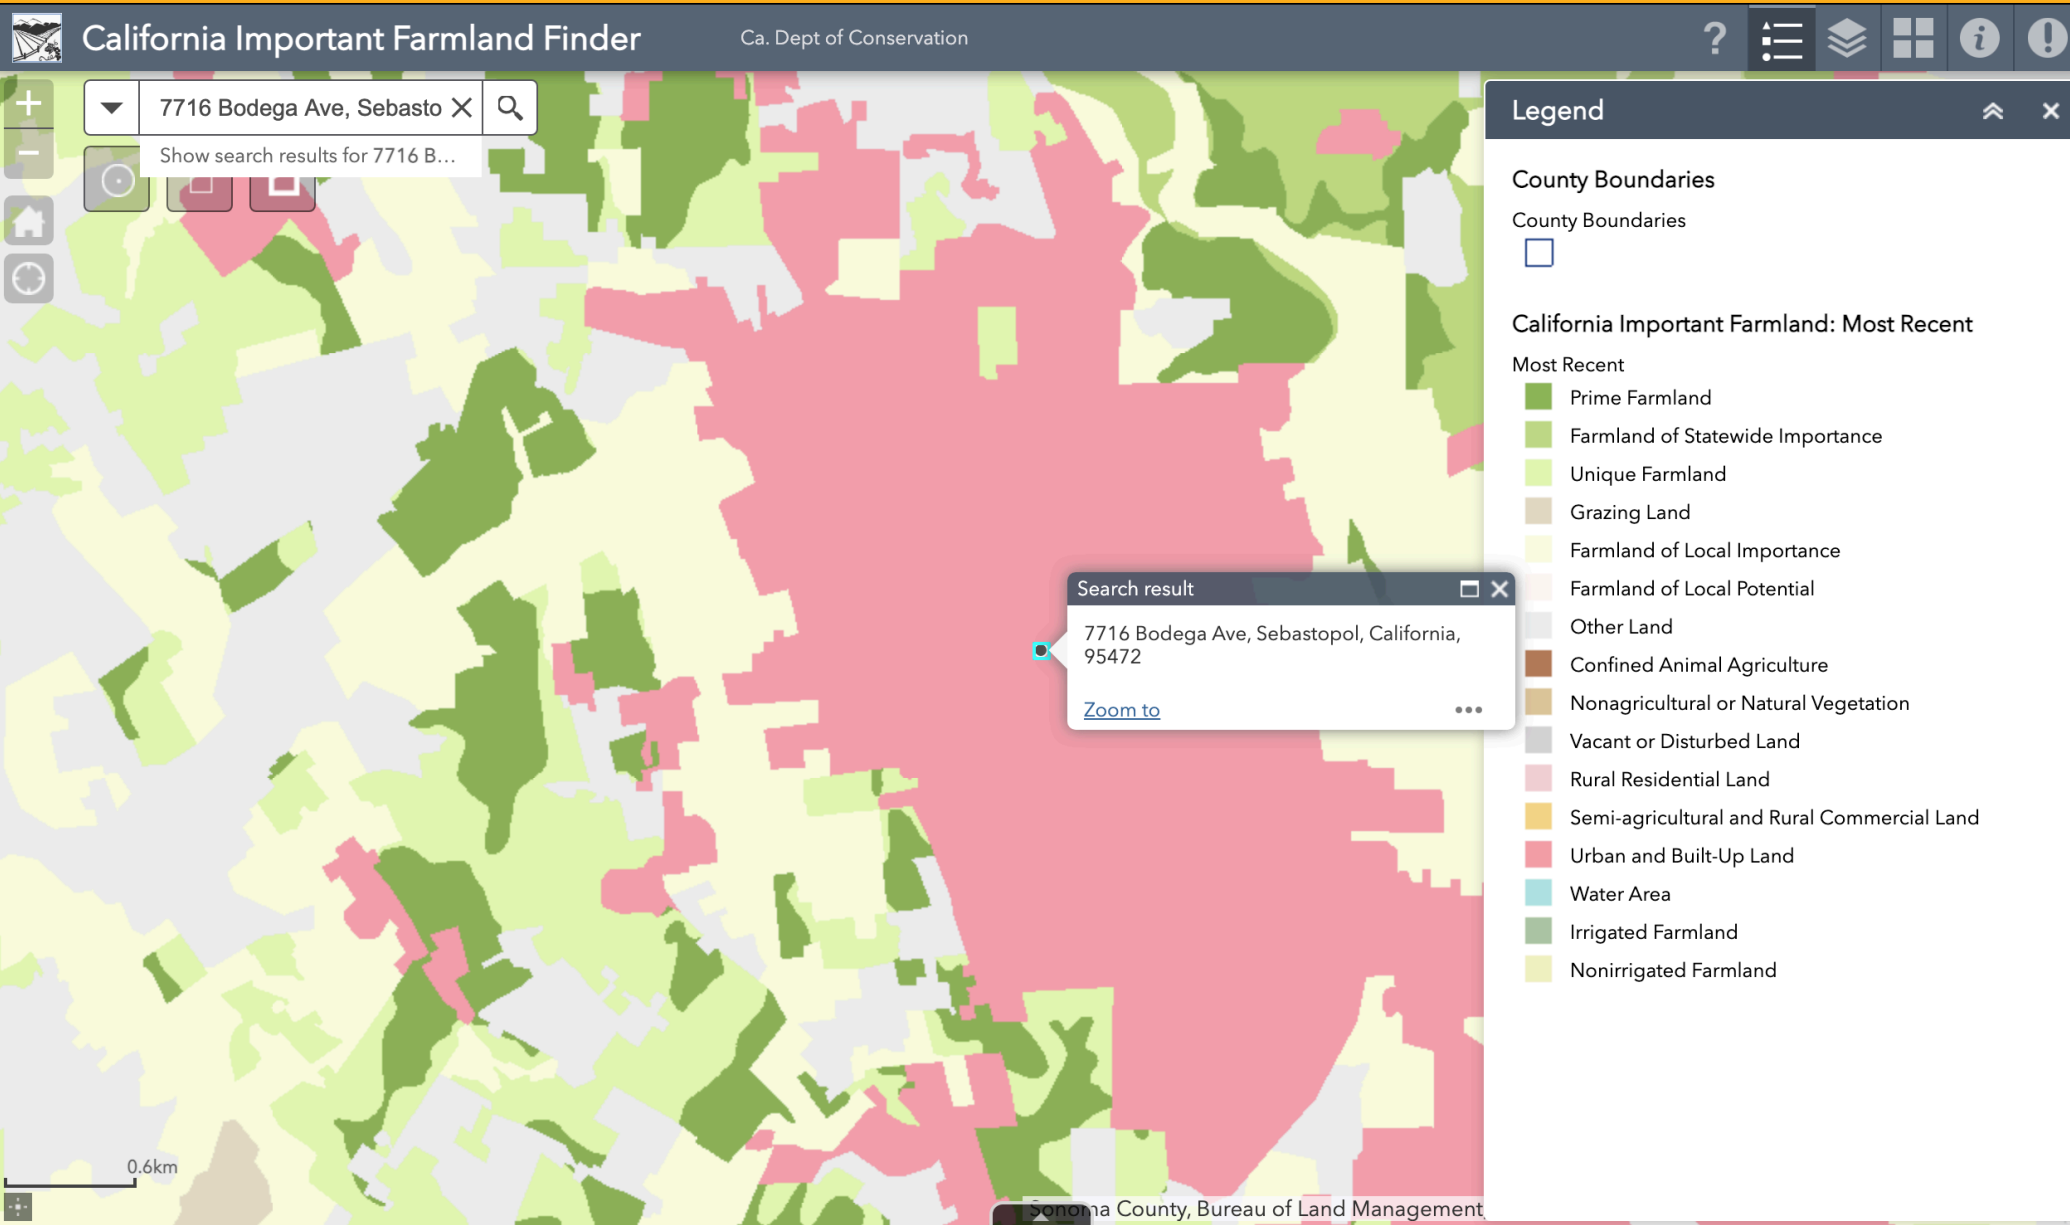 California Important Farmland Finder
Ca. Dept of Conservation
7716 Bodega Ave, Sebasto
Show search results for 7716 B...
Legend
County Boundaries
County Boundaries
California Important Farmland: Most Recent
Most Recent
Prime Farmland
Farmland of Statewide Importance
Unique Farmland
Grazing Land
Farmland of Local Importance
Farmland of Local Potential
Other Land
Confined Animal Agriculture
Nonagricultural or Natural Vegetation
Vacant or Disturbed Land
Rural Residential Land
Semi-agricultural and Rural Commercial Land
Urban and Built-Up Land
Water Area
Irrigated Farmland
Nonirrigated Farmland
Search result
7716 Bodega Ave, Sebastopol, California,
95472
Zoom to
0.6km
Sonoma County, Bureau of Land Management,